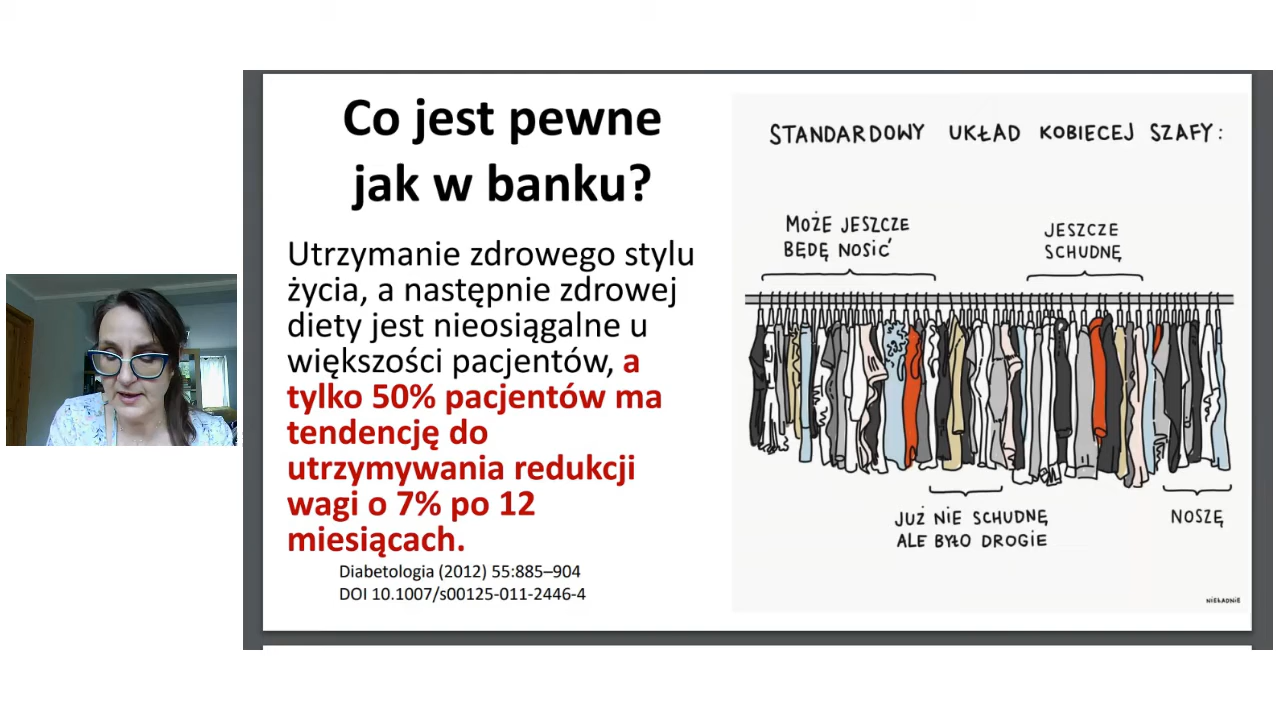 Co jest pewne
jak w banku?
Utrzymanie zdrowego stylu
życia, a następnie zdrowej
diety jest nieosiągalne u
większości pacjentów, a
tylko 50% pacjentów ma
tendencję do
utrzymywania redukcji
wagi o 7% po 12
miesiącach.
Diabetologia (2012) 55:885–904
DOI 10.1007/s00125-011-2446-4
STANDARDOWY UKŁAD KOBIECEJ SZAFY:
MOŻE JESZCZE
BĘDĘ NOSIĆ
JESZCZE
SCHUDNĘ
JUŻ NIE SCHUDNĘ
ALE BYŁO DROGIE
NOSZĘ
NIEŁADNIE